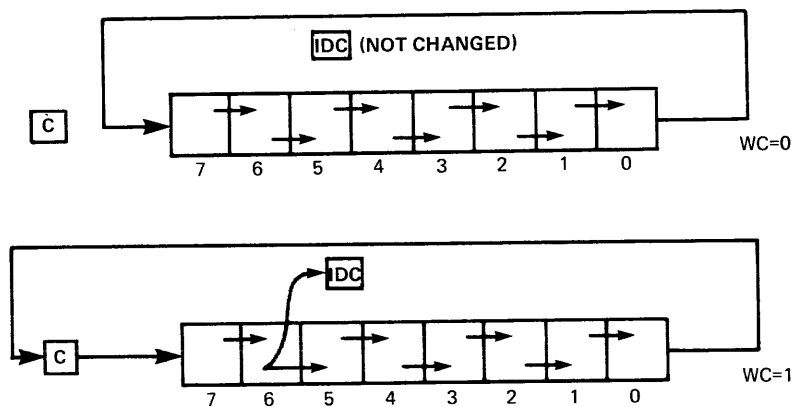 IDC (NOT CHANGED)
C
WC=0
7 6 5 4 3 2 1 0
IDC
C
WC=1
7 6 5 4 3 2 1 0